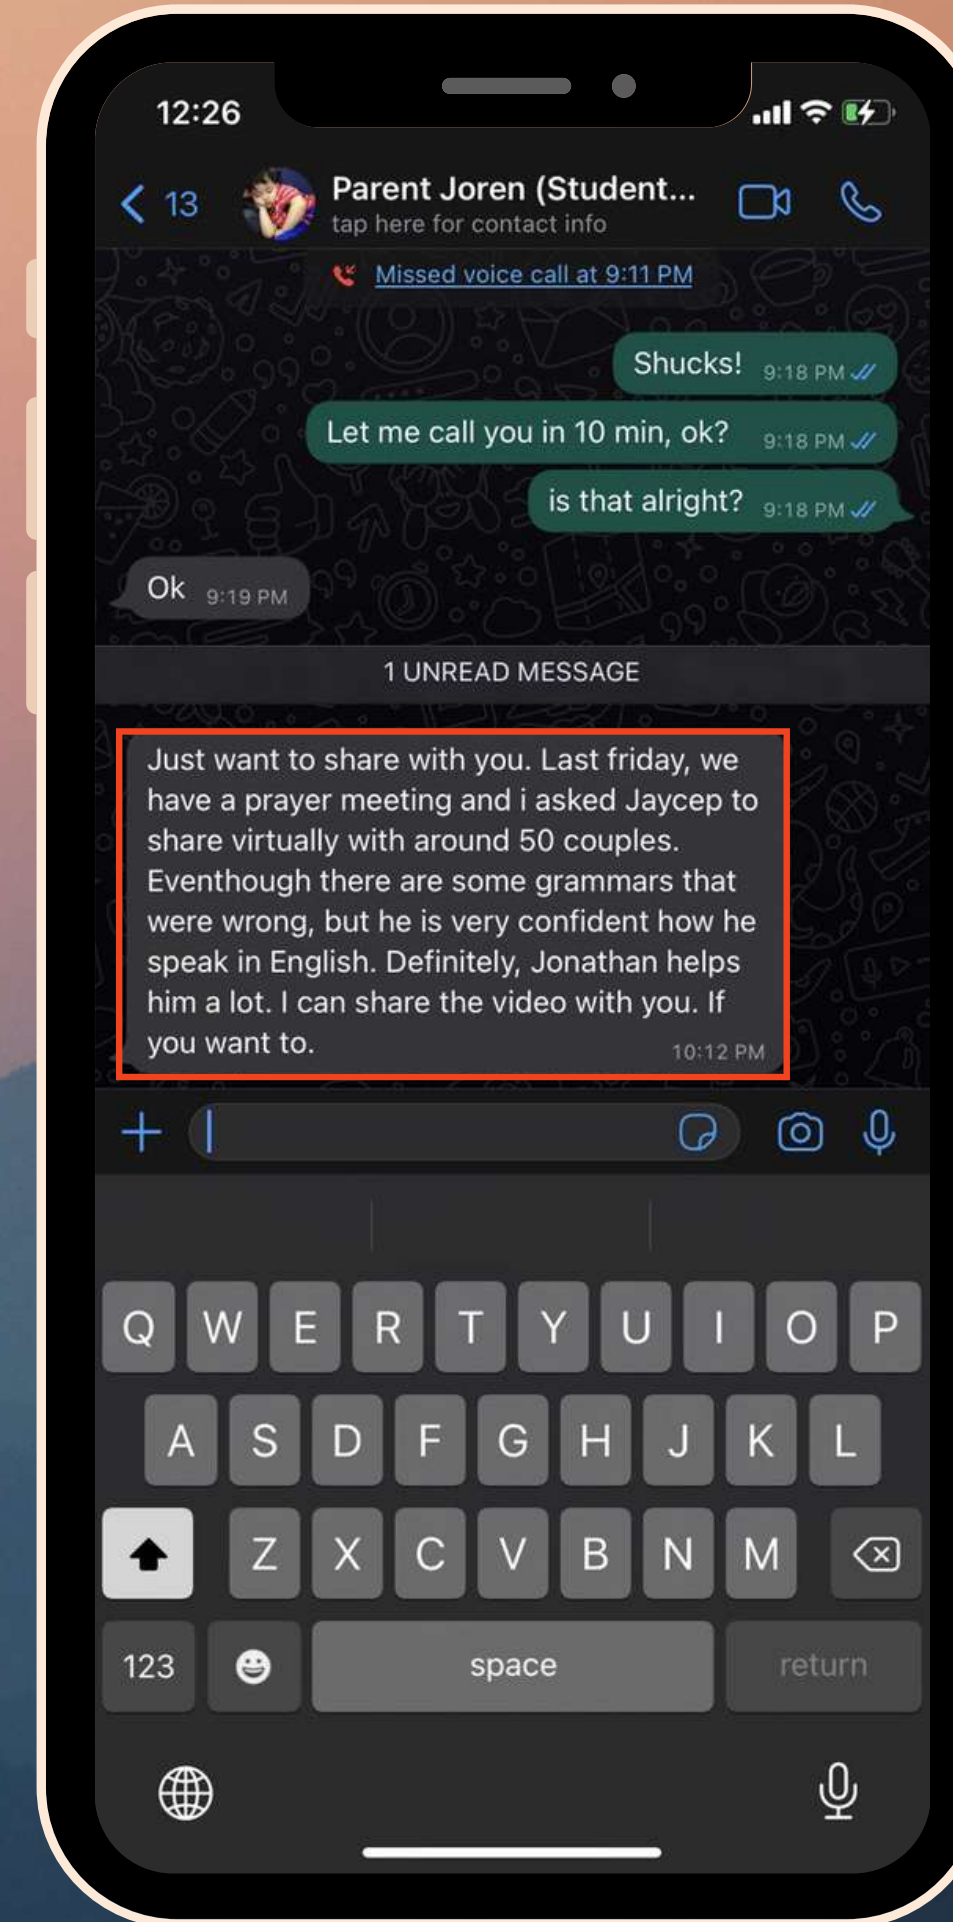 12:26
13
Parent Joren (Student...
tap here for contact info
Missed voice call at 9:11 PM
Shucks! 9:18 PM
Let me call you in 10 min, ok? 9:18 PM
is that alright? 9:18 PM
Ok 9:19 PM
1 UNREAD MESSAGE
Just want to share with you. Last friday, we
have a prayer meeting and i asked Jaycep to
share virtually with around 50 couples.
Eventhough there are some grammars that
were wrong, but he is very confident how he
speak in English. Definitely, Jonathan helps
him a lot. I can share the video with you. If
you want to. 10:12 PM
Q W E R T Y U I O P
A S D F G H J K L
Z X C V B N M
123 space return